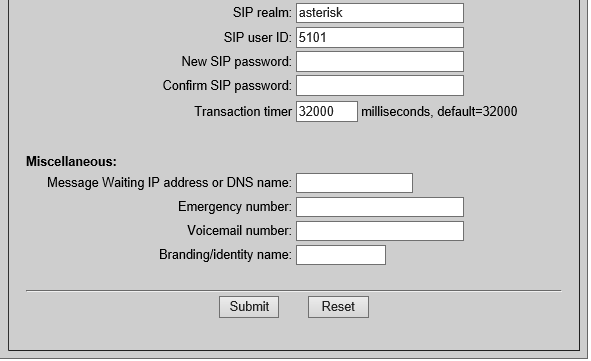 SIP realm: asterisk
SIP user ID: 5101
New SIP password:
Confirm SIP password:
Transaction timer 32000 milliseconds, default=32000
Miscellaneous:
Message Waiting IP address or DNS name:
Emergency number:
Voicemail number:
Branding/identity name:
Submit Reset